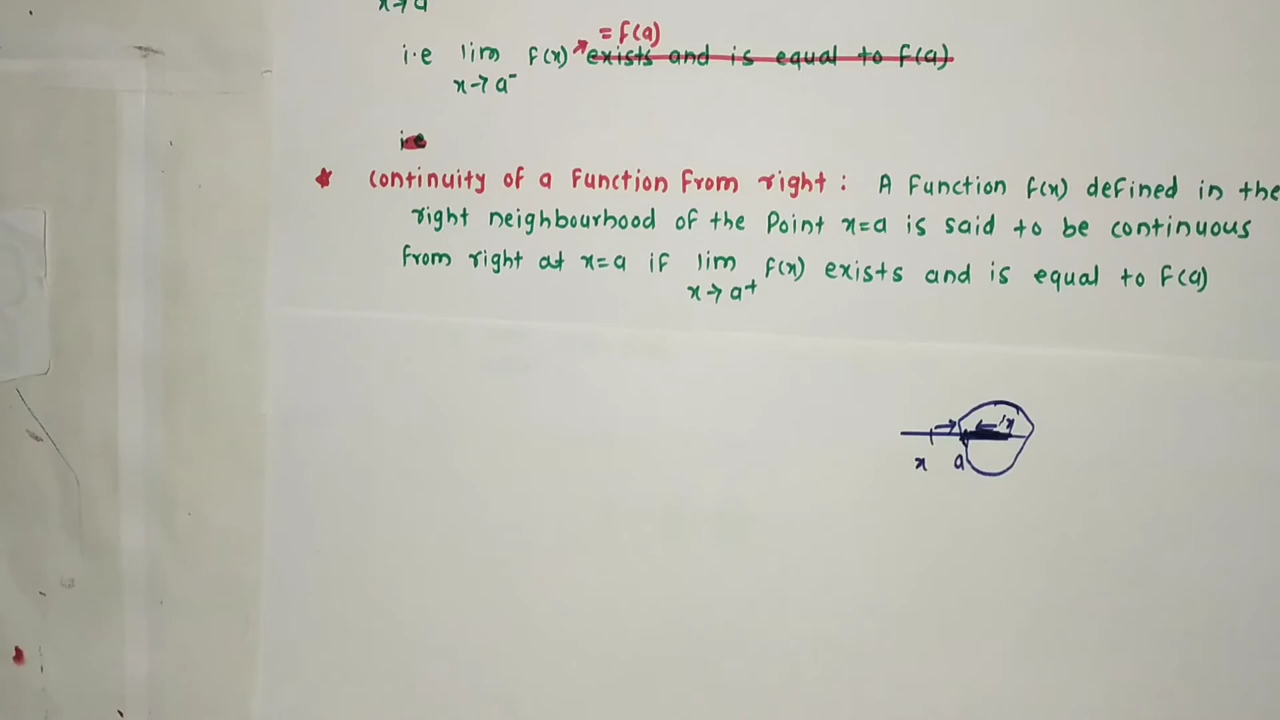 x→a
= f(a)
i.e lim f(x) exists and is equal to f(a)
x→a⁻
i.e
* Continuity of a Function From right : A Function f(x) defined in the
right neighbourhood of the Point x=a is said to be continuous
From right at x=a if lim f(x) exists and is equal to f(a)
x→a⁺
x
x a